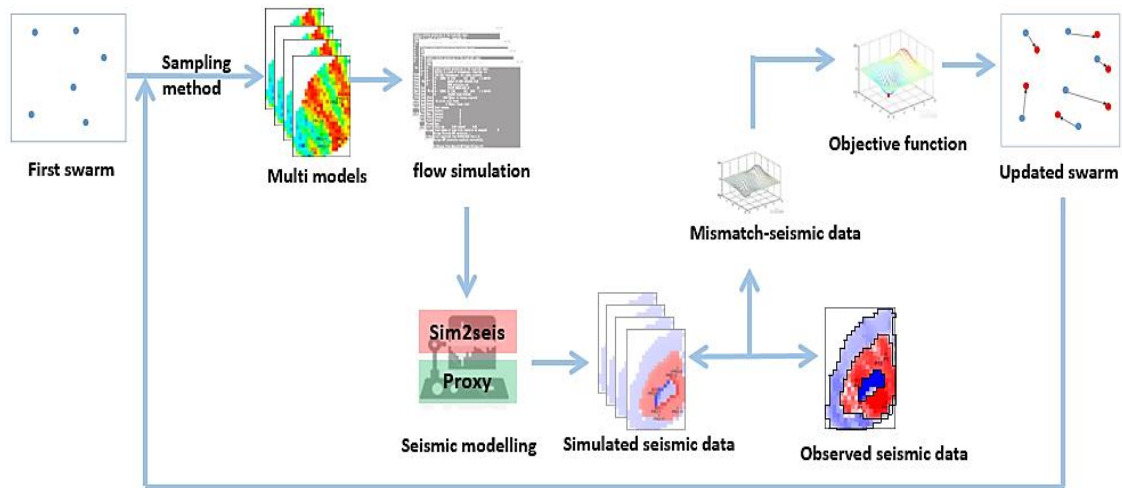 First swarm
Sampling
method
Multi models
flow simulation
Objective function
Updated swarm
Mismatch-seismic data
Sim2seis
Proxy
Seismic modelling
Simulated seismic data
Observed seismic data